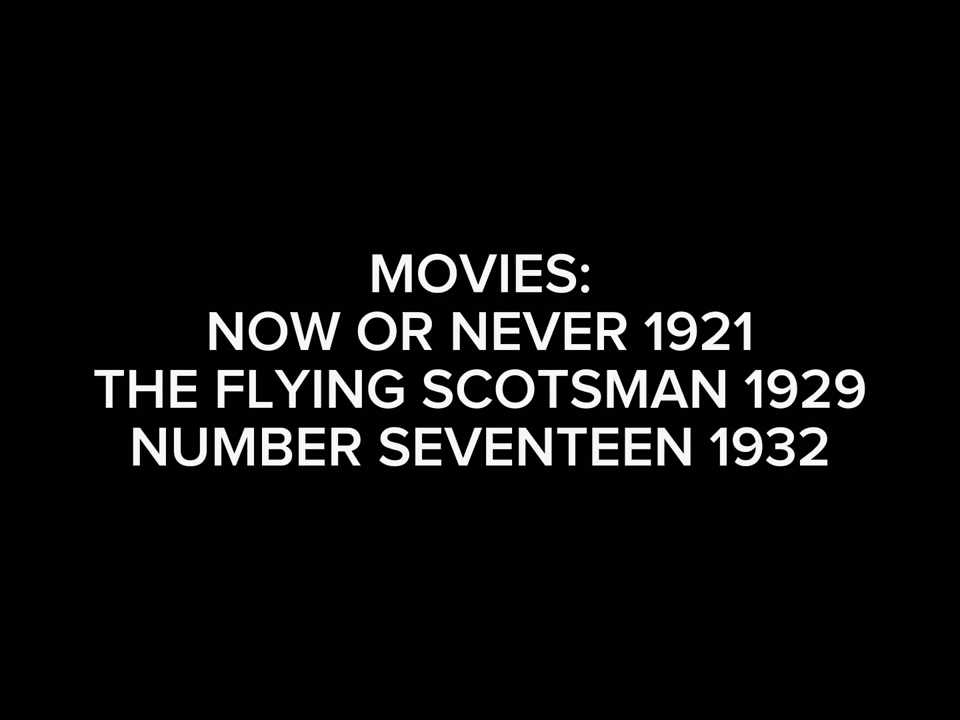 MOVIES:
NOW OR NEVER 1921
THE FLYING SCOTSMAN 1929
NUMBER SEVENTEEN 1932